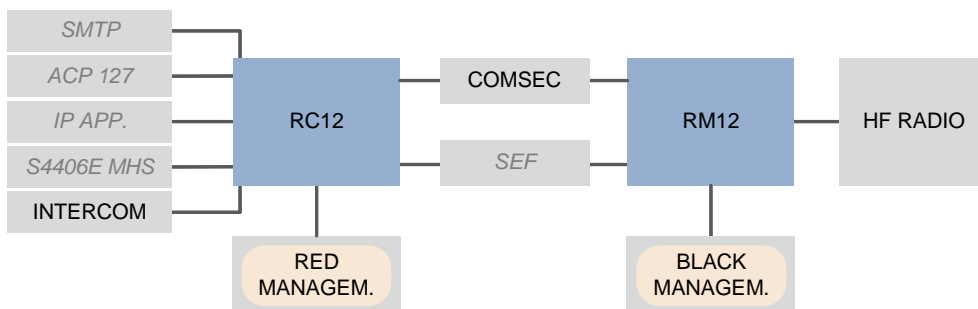 SMTP
ACP 127
IP APP.
S4406E MHS
INTERCOM
RC12
COMSEC
SEF
RM12
HF RADIO
RED
MANAGEM.
BLACK
MANAGEM.